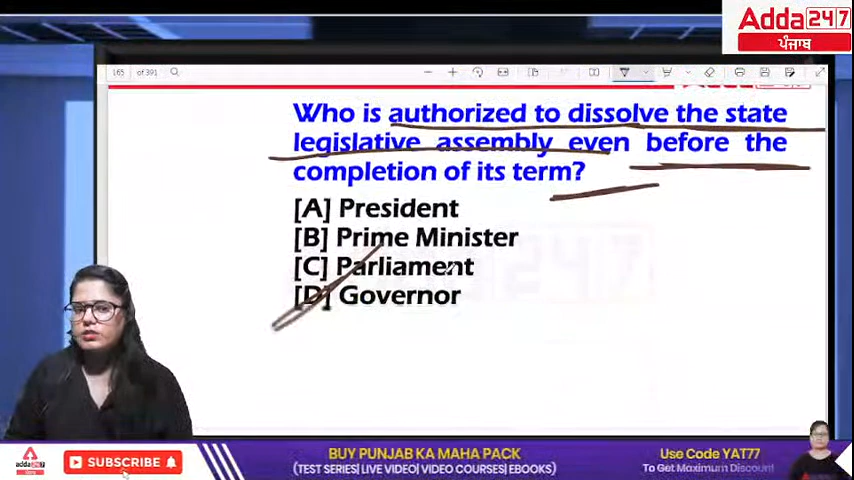 Adda 247
ਪੰਜਾਬ
165 of 391
Who is authorized to dissolve the state
legislative assembly even before the
completion of its term?
[A] President
[B] Prime Minister
[C] Parliament
[D] Governor
adda247
SUBSCRIBE
BUY PUNJAB KA MAHA PACK
(TEST SERIES| LIVE VIDEO| VIDEO COURSES| EBOOKS)
Use Code YAT77
To Get Maximum Discount